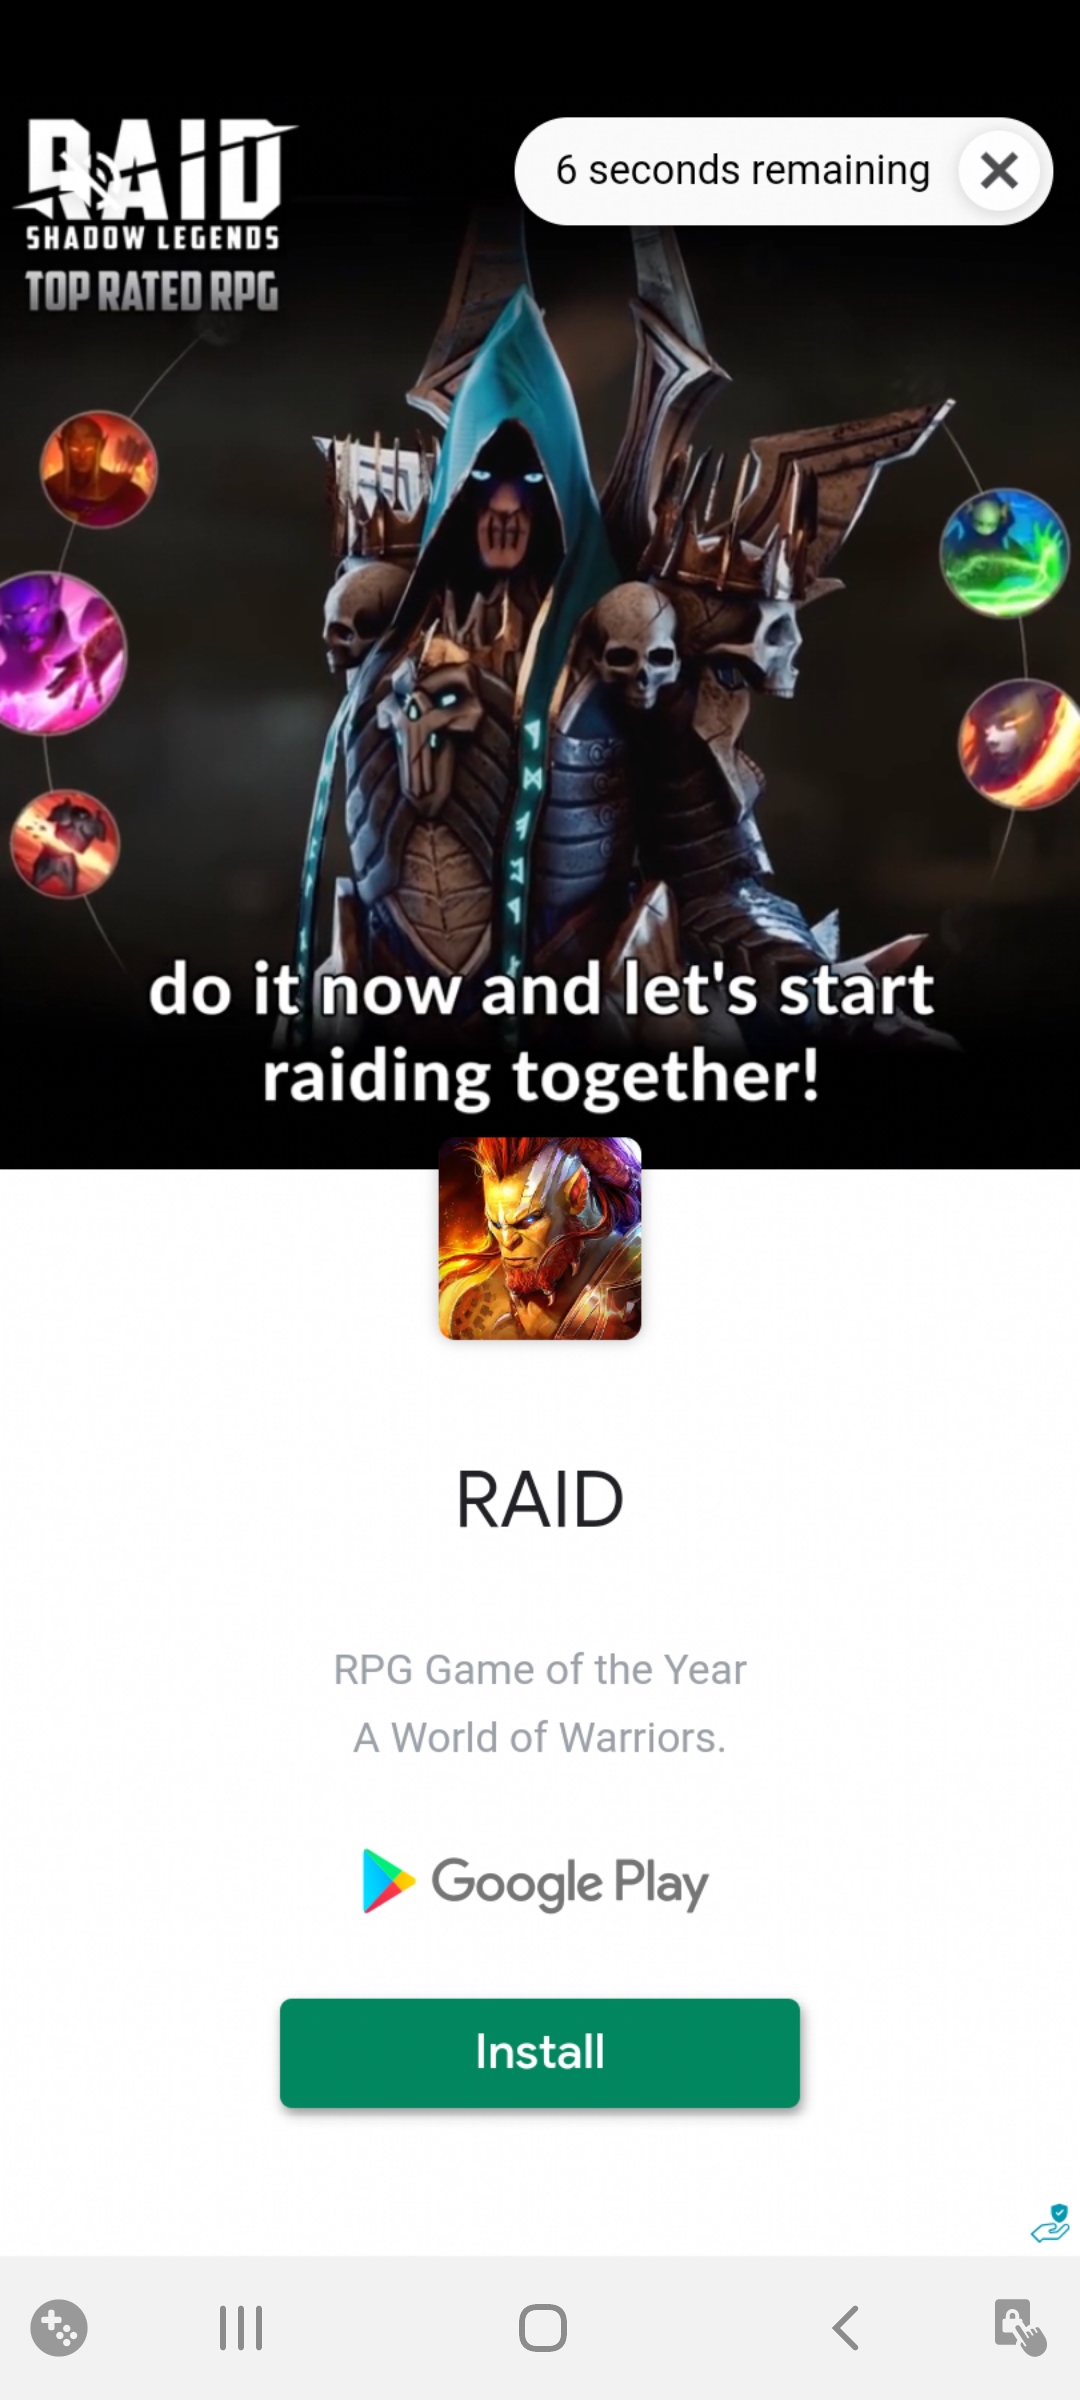 RAID
SHADOW LEGENDS
TOP RATED RPG
6 seconds remaining
do it now and let's start
raiding together!
RAID
RPG Game of the Year
A World of Warriors.
Google Play
Install